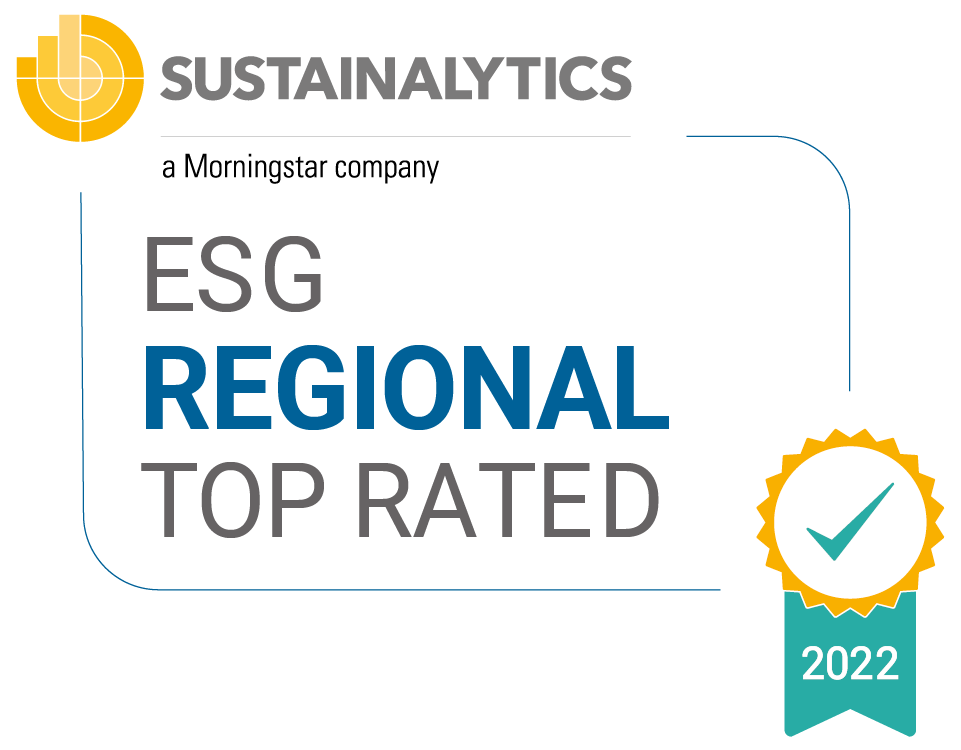 SUSTAINALYTICS
a Morningstar company
ESG
REGIONAL
TOP RATED
2022